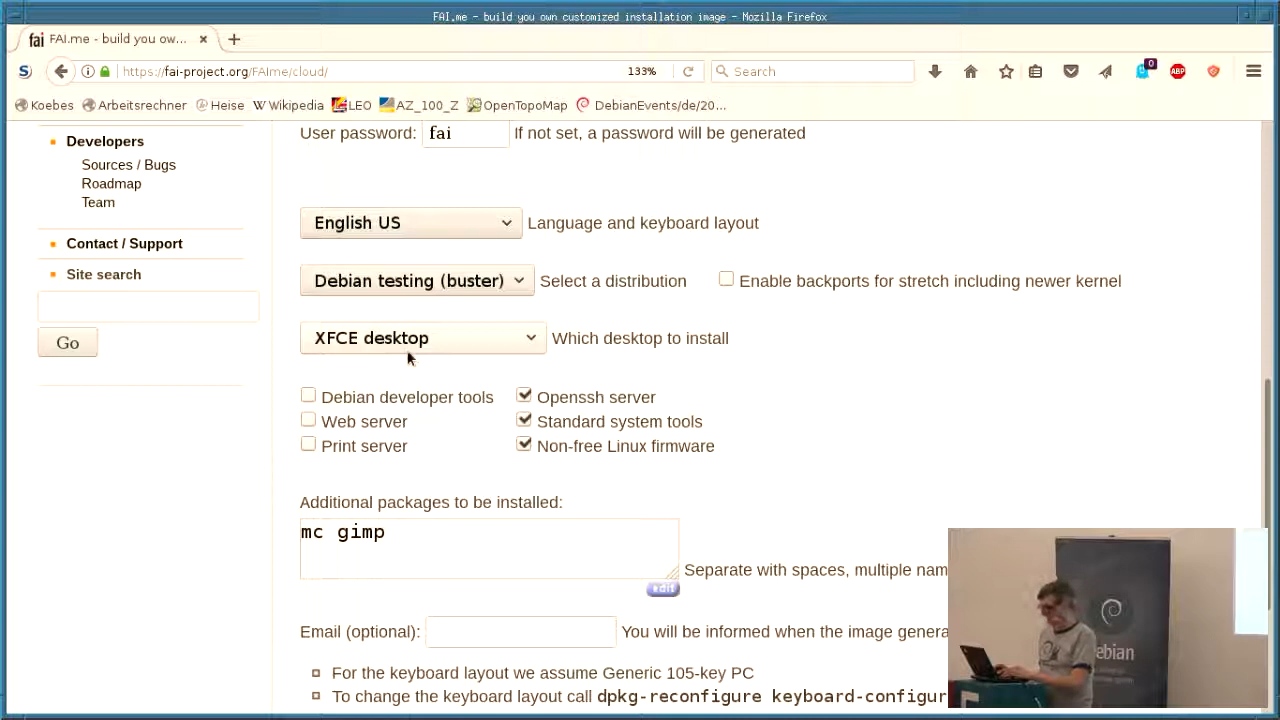 FAI.me - build you own customized installation image - Mozilla Firefox
fai FAI.me - build you ow... × +
https://fai-project.org/FAIme/cloud/ 133% Search 0 ABP
Koebes Arbeitsrechner Heise Wikipedia LEO AZ_100_Z OpenTopoMap DebianEvents/de/20...
User password: fai If not set, a password will be generated
Developers
Sources / Bugs
Roadmap
Team
Contact / Support
Site search
Go
English US Language and keyboard layout
Debian testing (buster) Select a distribution Enable backports for stretch including newer kernel
XFCE desktop Which desktop to install
Debian developer tools Openssh server
Web server Standard system tools
Print server Non-free Linux firmware
Additional packages to be installed:
mc gimp
Separate with spaces, multiple nam
edit
Email (optional): You will be informed when the image genera
For the keyboard layout we assume Generic 105-key PC
To change the keyboard layout call dpkg-reconfigure keyboard-configur
ebian